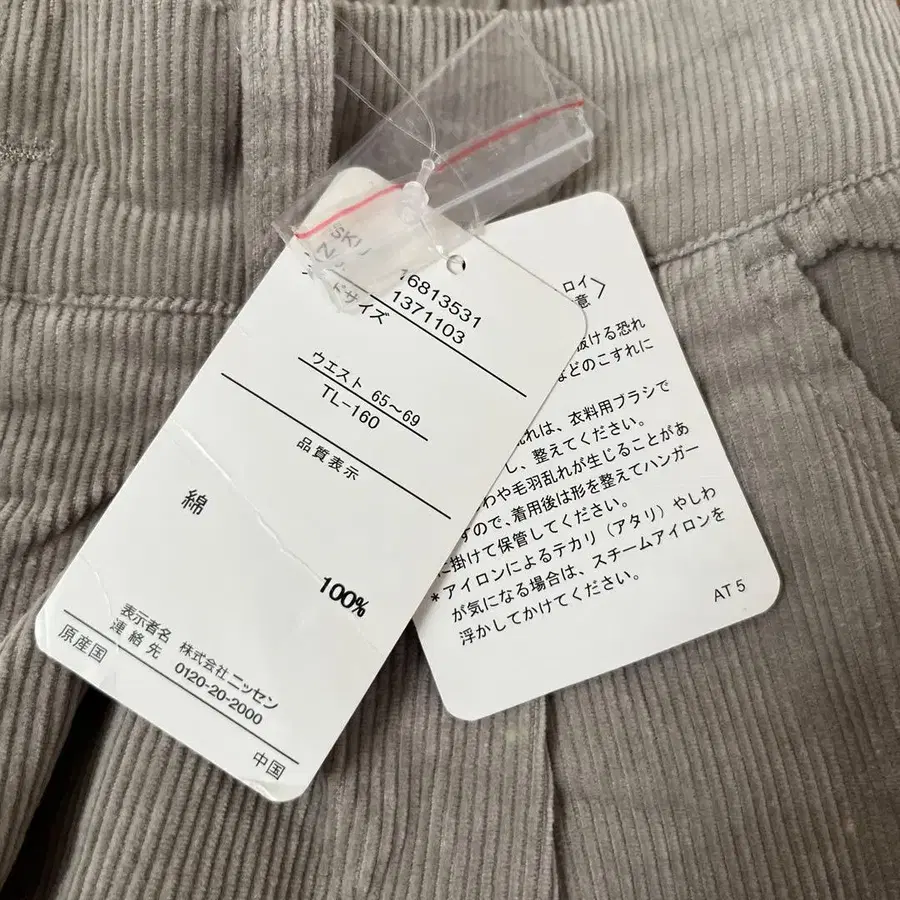 16813531
1371103
サイズ
ウエスト 65~69
TL-160
品質表示
綿
100%
表示者名 株式会社ニッセン
連絡先 0120-20-2000
原産国
中国
ロイ
意〉
抜ける恐れ
などのこすれに
れは、衣料用ブラシで
し、整えてください。
わや毛羽乱れが生じることがあ
すので、着用後は形を整えてハンガー
に掛けて保管してください。
*アイロンによるテカリ(アタリ)やしわ
が気になる場合は、スチームアイロンを
浮かしてかけてください。
AT5